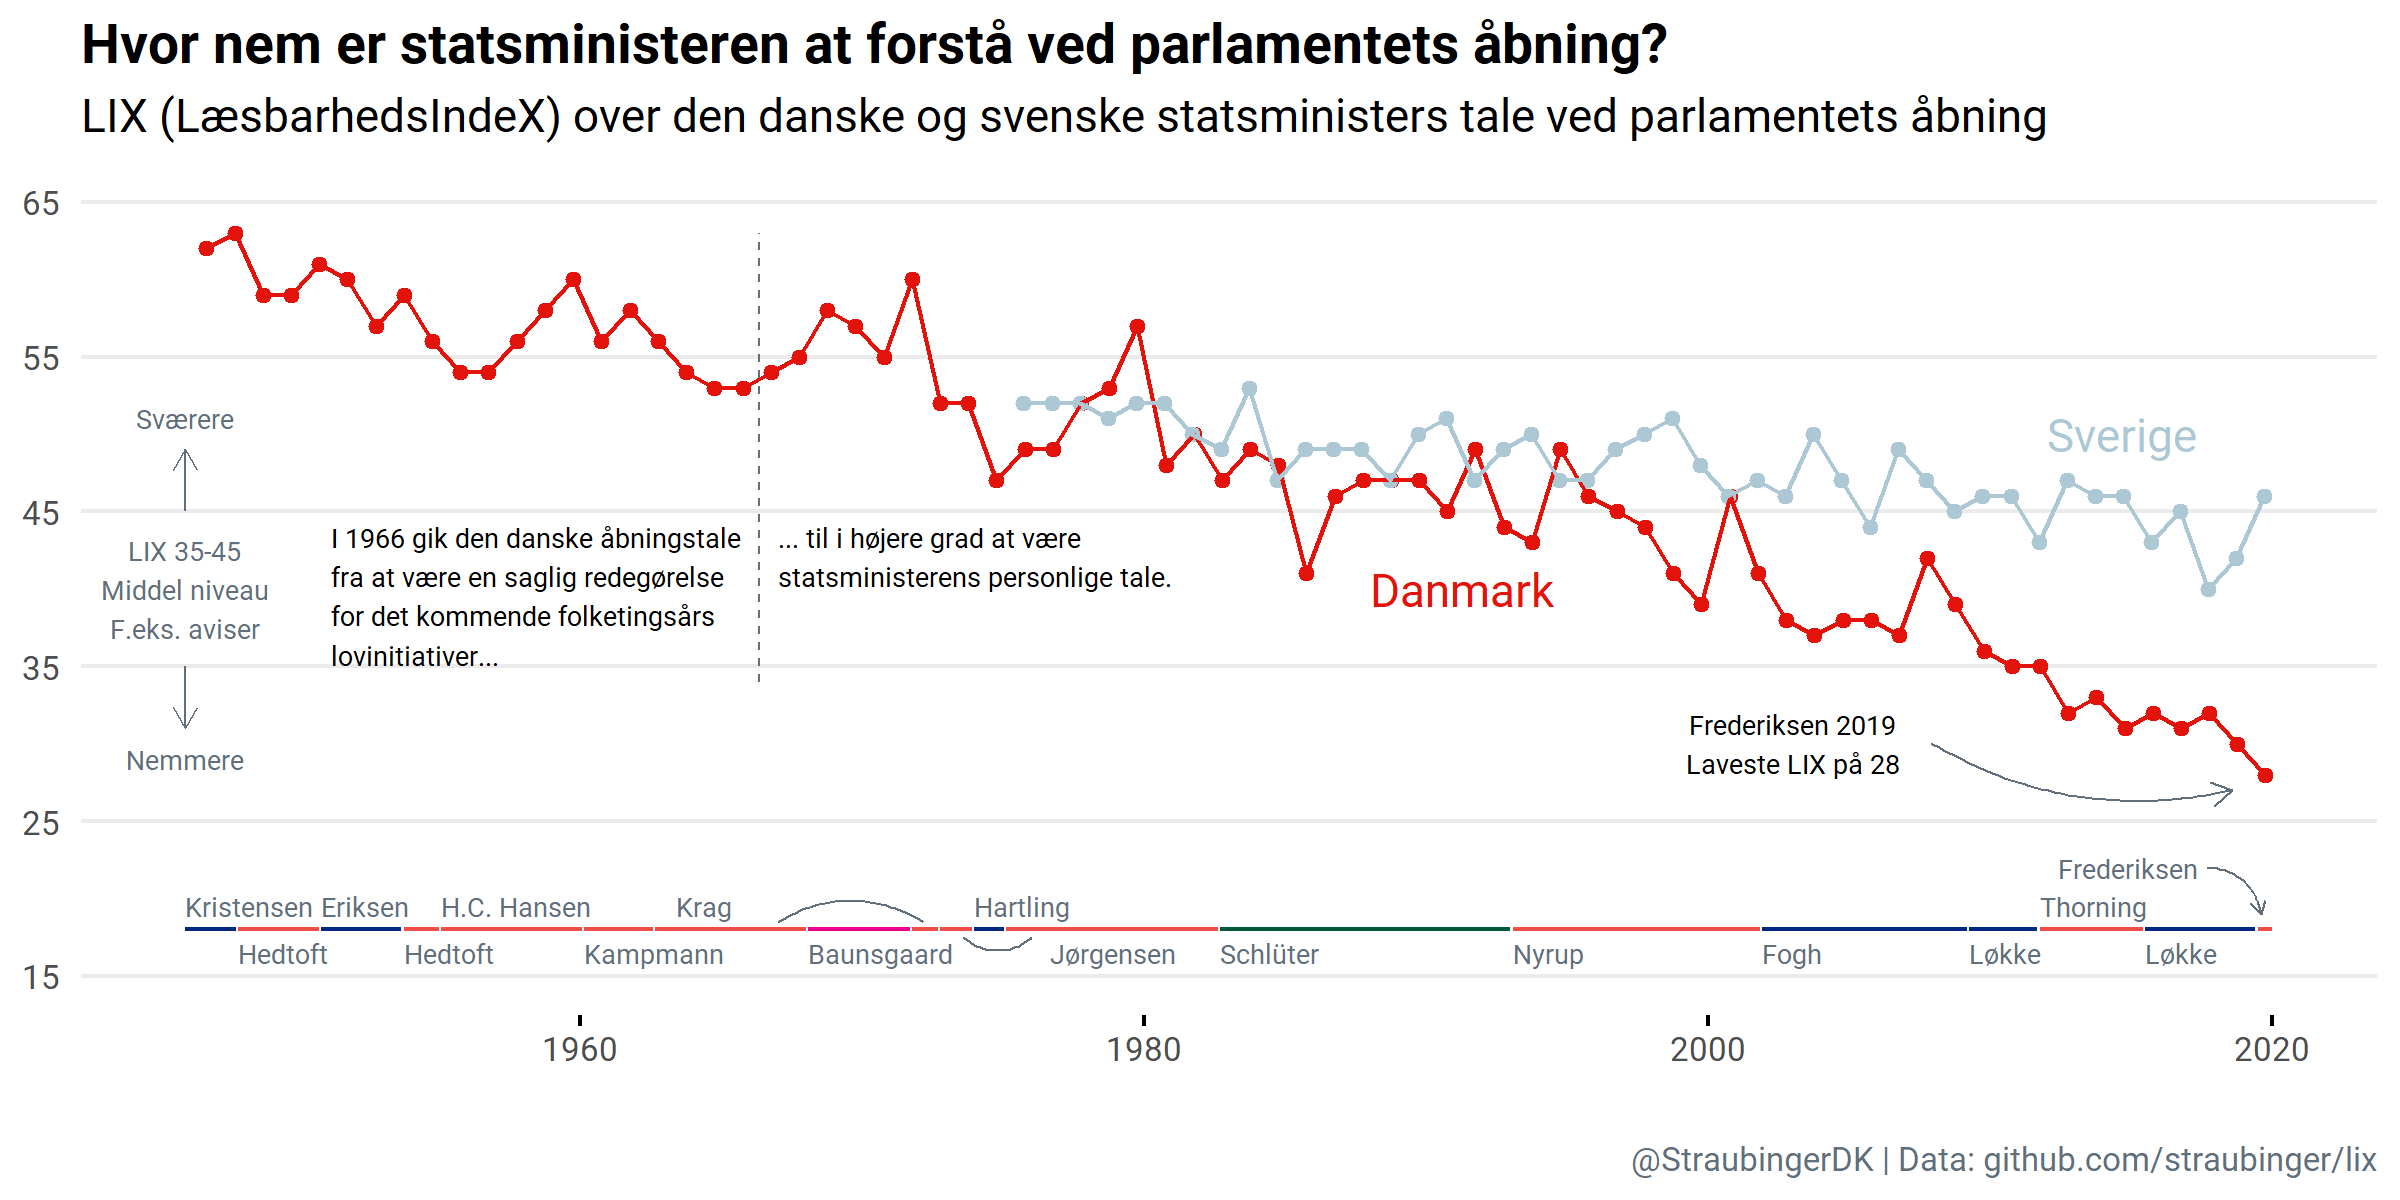 Hvor nem er statsministeren at forstå ved parlamentets åbning?
LIX (LæsbarhedsIndeX) over den danske og svenske statsministers tale ved parlamentets åbning
65
55
45
35
25
15
Sværere
LIX 35-45
Middel niveau
F.eks. aviser
Nemmere
I 1966 gik den danske åbningstale
fra at være en saglig redegørelse
for det kommende folketingsårs
lovinitiativer...
... til i højere grad at være
statsministerens personlige tale.
Sverige
Danmark
Frederiksen 2019
Laveste LIX på 28
Frederiksen
Kristensen Eriksen H.C. Hansen Krag Hartling Thorning
Hedtoft Hedtoft Kampmann Baunsgaard Jørgensen Schlüter Nyrup Fogh Løkke Løkke
1960 1980 2000 2020
@StraubingerDK | Data: github.com/straubinger/lix